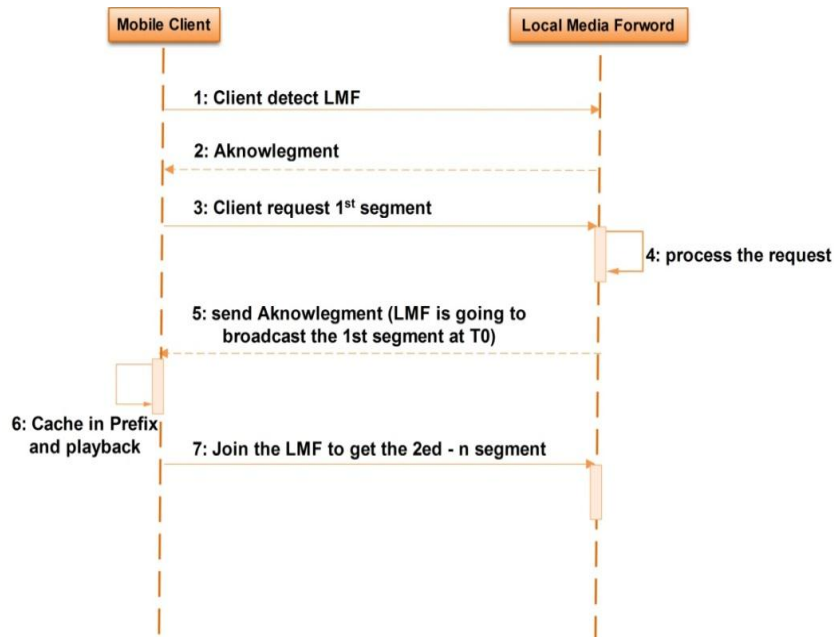 Mobile Client
Local Media Forword
1: Client detect LMF
2: Aknowlegment
3: Client request 1st segment
4: process the request
5: send Aknowlegment (LMF is going to
broadcast the 1st segment at T0)
6: Cache in Prefix
and playback
7: Join the LMF to get the 2ed - n segment